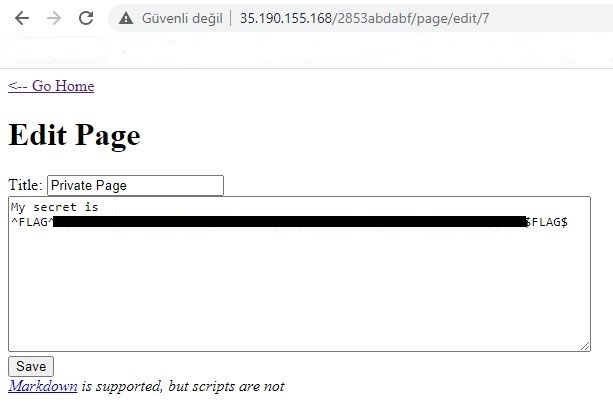 Güvenli değil | 35.190.155.168/2853abdabf/page/edit/7
<-- Go Home
Edit Page
Title: Private Page
My secret is
^FLAG^ $FLAG$
Save
Markdown is supported, but scripts are not